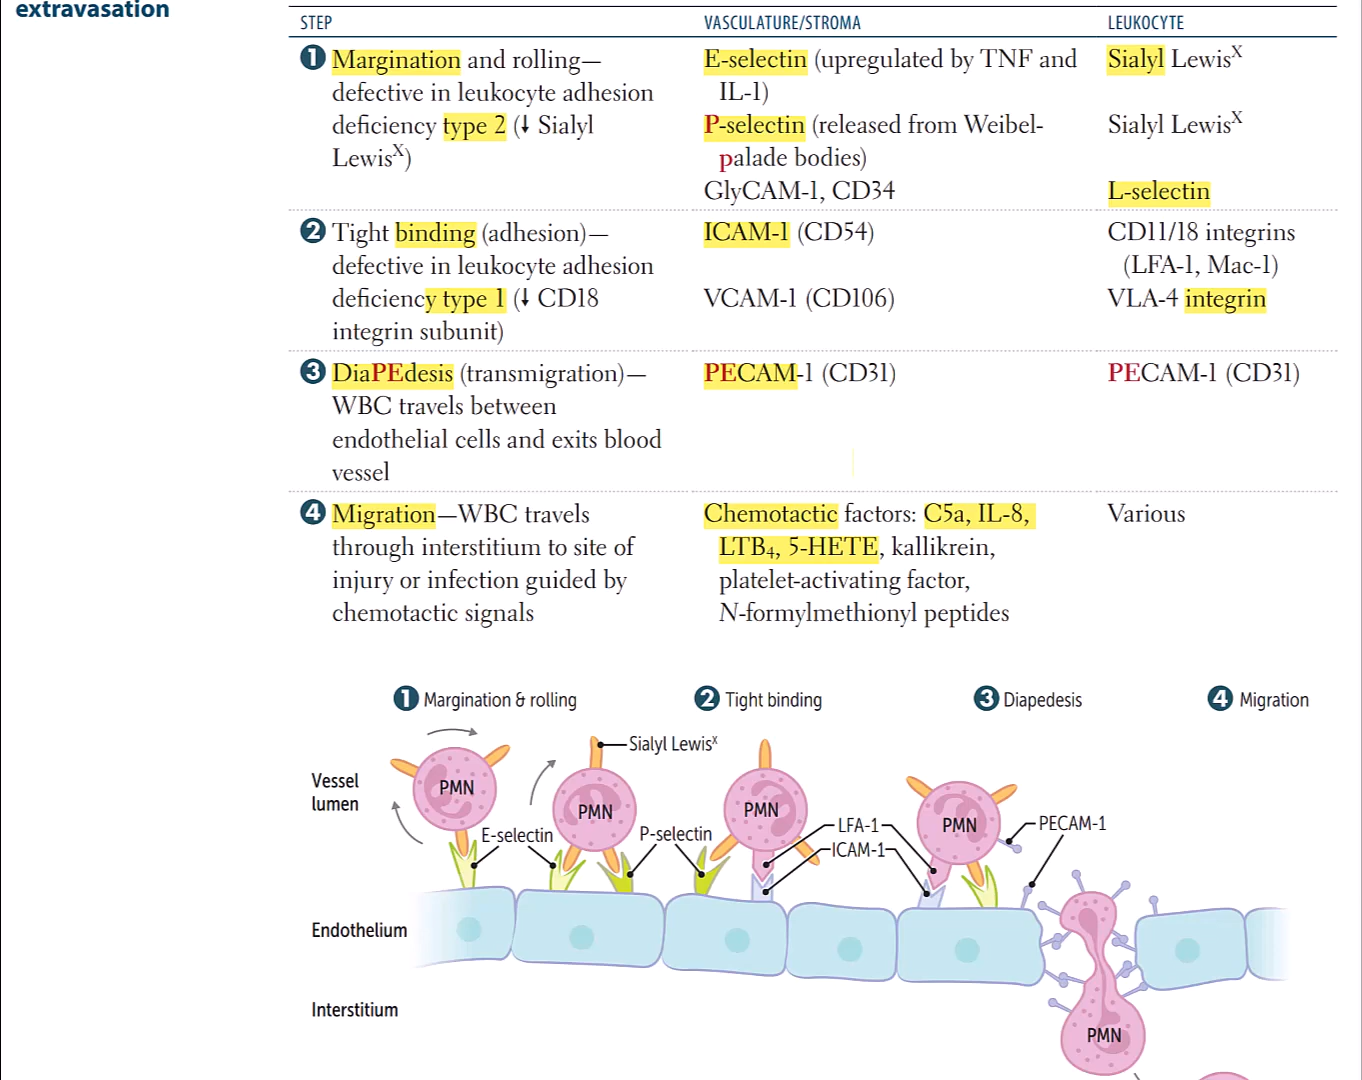 extravasation
STEP
VASCULATURE/STROMA
LEUKOCYTE
1 Margination and rolling—
defective in leukocyte adhesion
deficiency type 2 (↓ Sialyl
Lewisˣ)
E-selectin (upregulated by TNF and
IL-1)
P-selectin (released from Weibel-
palade bodies)
GlyCAM-1, CD34
Sialyl Lewisˣ
Sialyl Lewisˣ
L-selectin
2 Tight binding (adhesion)—
defective in leukocyte adhesion
deficiency type 1 (↓ CD18
integrin subunit)
ICAM-1 (CD54)
VCAM-1 (CD106)
CD11/18 integrins
(LFA-1, Mac-1)
VLA-4 integrin
3 DiaPEdesis (transmigration)—
WBC travels between
endothelial cells and exits blood
vessel
PECAM-1 (CD31)
PECAM-1 (CD31)
4 Migration—WBC travels
through interstitium to site of
injury or infection guided by
chemotactic signals
Chemotactic factors: C5a, IL-8,
LTB₄, 5-HETE, kallikrein,
platelet-activating factor,
N-formylmethionyl peptides
Various
1 Margination & rolling
2 Tight binding
3 Diapedesis
4 Migration
Vessel
lumen
Sialyl Lewisˣ
PMN
PMN
PMN
PMN
E-selectin
P-selectin
LFA-1
ICAM-1
PECAM-1
Endothelium
Interstitium
PMN